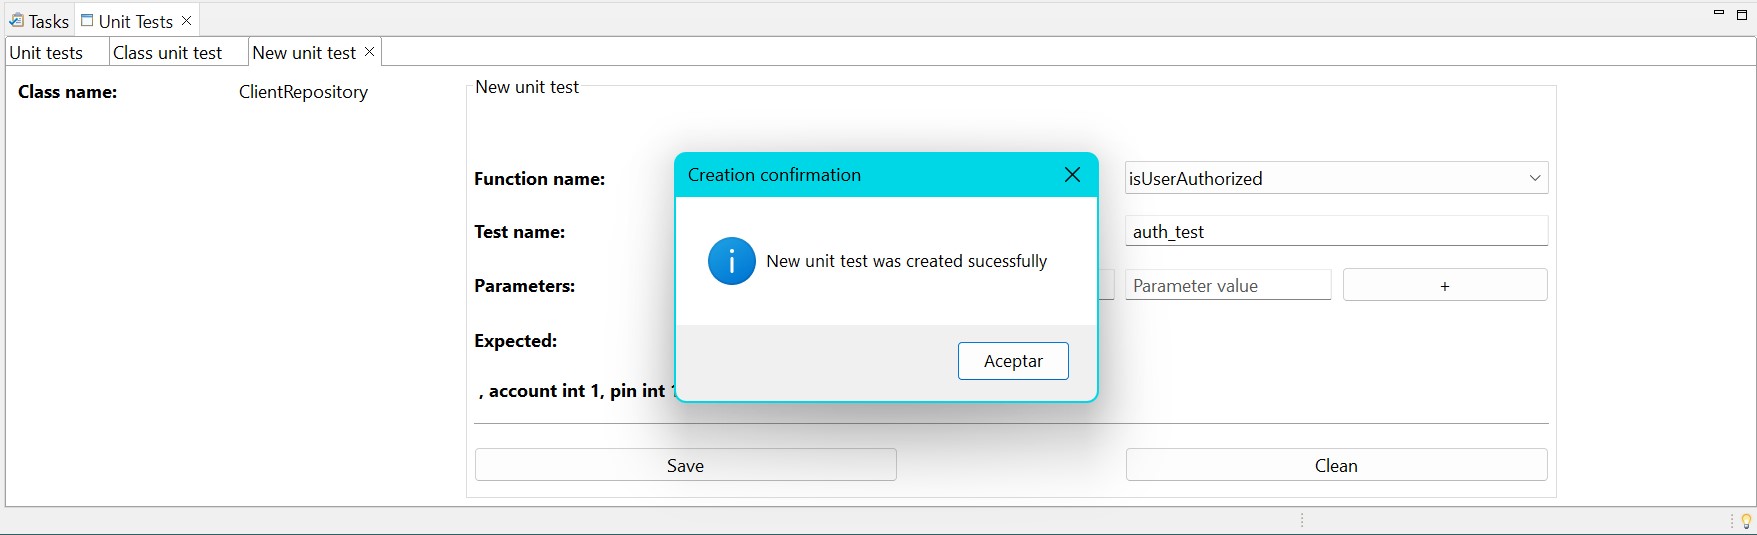 Tasks Unit Tests
Unit tests Class unit test New unit test
Class name: ClientRepository
New unit test
Creation confirmation
New unit test was created sucessfully
Aceptar
Function name: isUserAuthorized
Test name: auth_test
Parameters: Parameter value +
Expected:
, account int 1, pin int
Save Clean